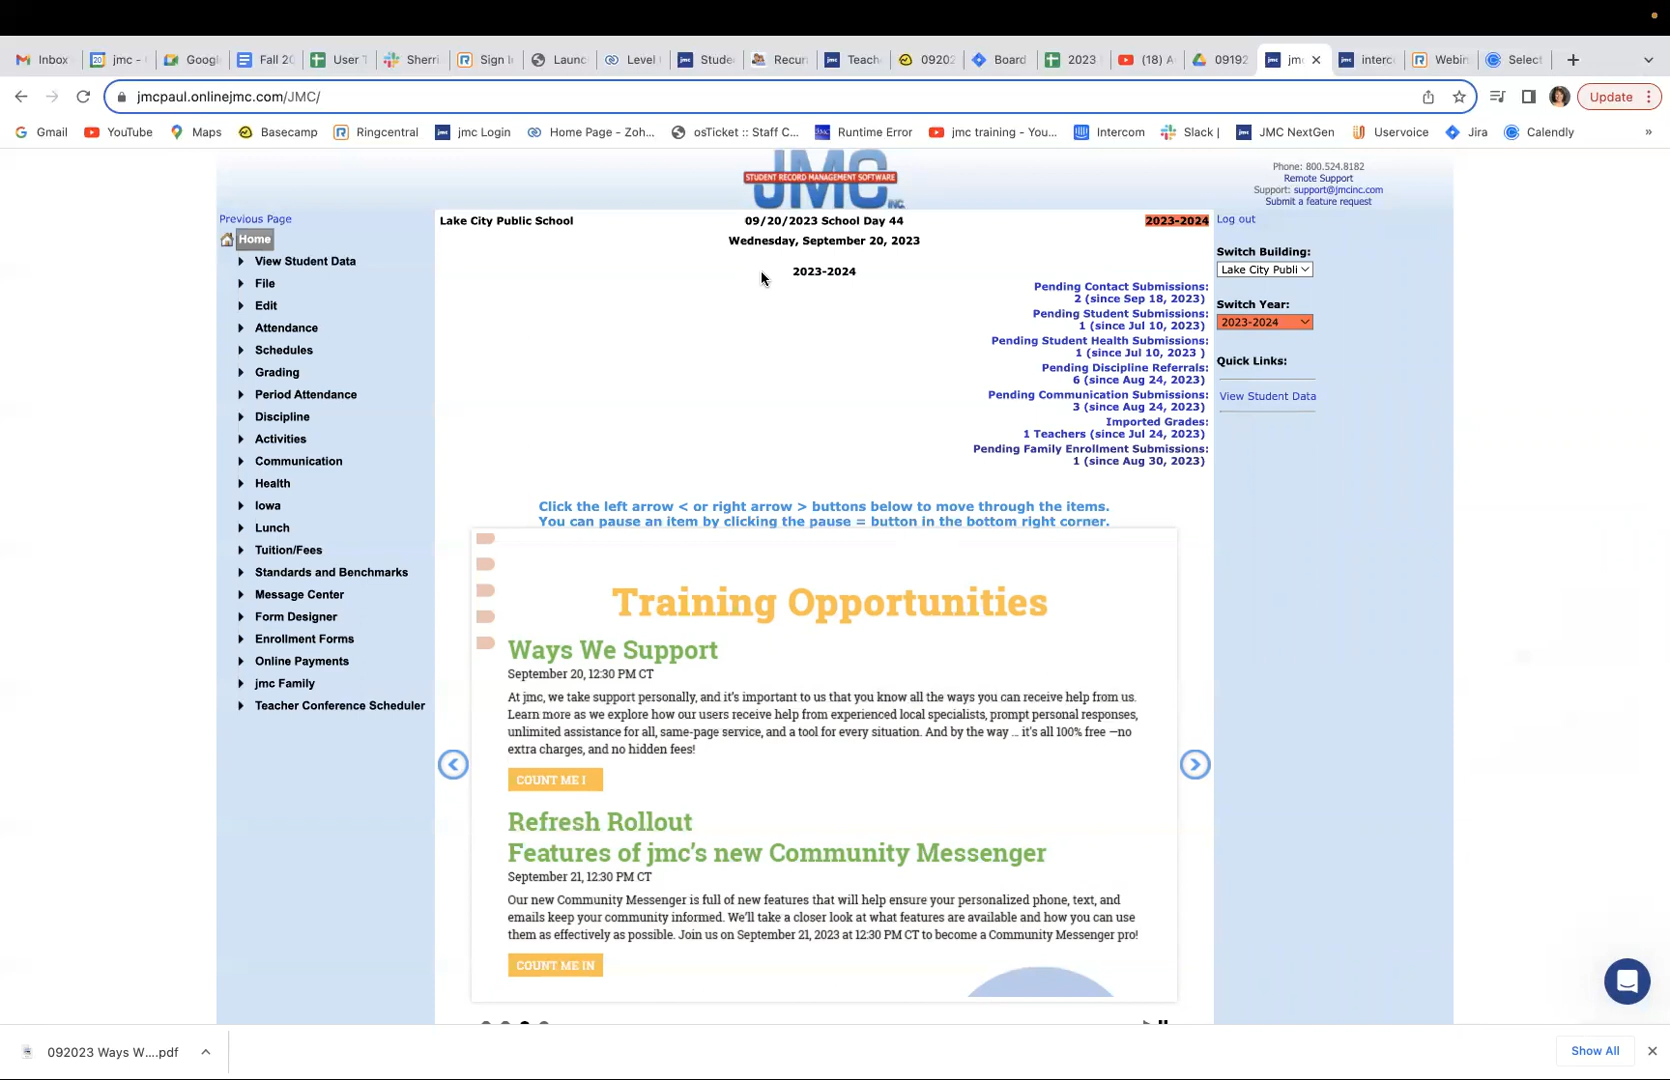 Inbox
jmc -
Googl
Fall 20
User T
Sherri
Sign I
Launc
Level
Stude
Recur
Teach
0920
Board
2023
(18) A
09192
jmc
interc
Webin
Select
jmcpaul.onlinejmc.com/JMC/
Update
Gmail
YouTube
Maps
Basecamp
Ringcentral
jmc Login
Home Page - Zoh...
osTicket :: Staff C...
Runtime Error
jmc training - You...
Intercom
Slack |
JMC NextGen
Uservoice
Jira
Calendly
»
JMC
STUDENT RECORD MANAGEMENT SOFTWARE
INC.
Phone: 800.524.8182
Remote Support
Support: support@jmcinc.com
Submit a feature request
Previous Page
Home
View Student Data
File
Edit
Attendance
Schedules
Grading
Period Attendance
Discipline
Activities
Communication
Health
Iowa
Lunch
Tuition/Fees
Standards and Benchmarks
Message Center
Form Designer
Enrollment Forms
Online Payments
jmc Family
Teacher Conference Scheduler
Lake City Public School
09/20/2023 School Day 44
2023-2024
Wednesday, September 20, 2023
2023-2024
Pending Contact Submissions:
2 (since Sep 18, 2023)
Pending Student Submissions:
1 (since Jul 10, 2023)
Pending Student Health Submissions:
1 (since Jul 10, 2023 )
Pending Discipline Referrals:
6 (since Aug 24, 2023)
Pending Communication Submissions:
3 (since Aug 24, 2023)
Imported Grades:
1 Teachers (since Jul 24, 2023)
Pending Family Enrollment Submissions:
1 (since Aug 30, 2023)
Log out
Switch Building:
Lake City Publi
Switch Year:
2023-2024
Quick Links:
View Student Data
Click the left arrow < or right arrow > buttons below to move through the items.
You can pause an item by clicking the pause = button in the bottom right corner.
Training Opportunities
Ways We Support
September 20, 12:30 PM CT
At jmc, we take support personally, and it's important to us that you know all the ways you can receive help from us.
Learn more as we explore how our users receive help from experienced local specialists, prompt personal responses,
unlimited assistance for all, same-page service, and a tool for every situation. And by the way ... it's all 100% free —no
extra charges, and no hidden fees!
COUNT ME I
Refresh Rollout
Features of jmc's new Community Messenger
September 21, 12:30 PM CT
Our new Community Messenger is full of new features that will help ensure your personalized phone, text, and
emails keep your community informed. We'll take a closer look at what features are available and how you can use
them as effectively as possible. Join us on September 21, 2023 at 12:30 PM CT to become a Community Messenger pro!
COUNT ME IN
092023 Ways W....pdf
Show All